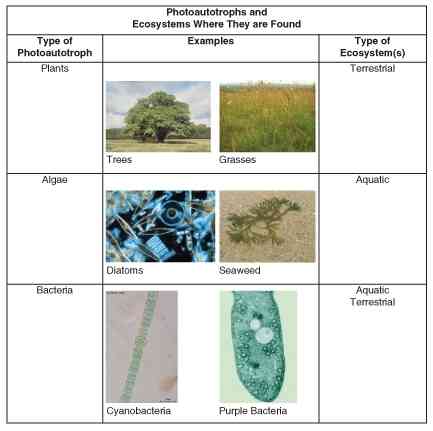 Photoautotrophs and
Ecosystems Where They are Found
Type of
Photoautotroph
Examples
Type of
Ecosystem(s)
Plants
Terrestrial
Trees
Grasses
Algae
Aquatic
Diatoms
Seaweed
Bacteria
Aquatic
Terrestrial
Cyanobacteria
Purple Bacteria